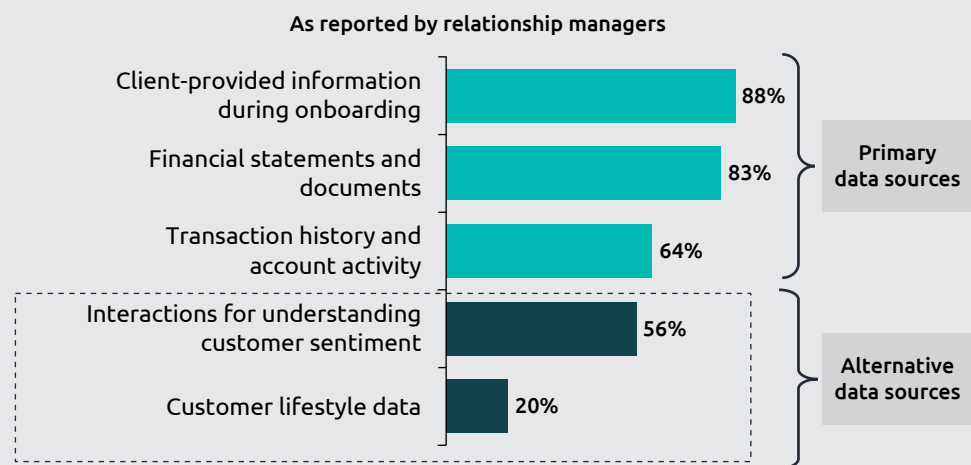 As reported by relationship managers
Client-provided information
during onboarding
88%
Financial statements and
documents
83%
Transaction history and
account activity
64%
Primary
data sources
Interactions for understanding
customer sentiment
56%
Customer lifestyle data
20%
Alternative
data sources